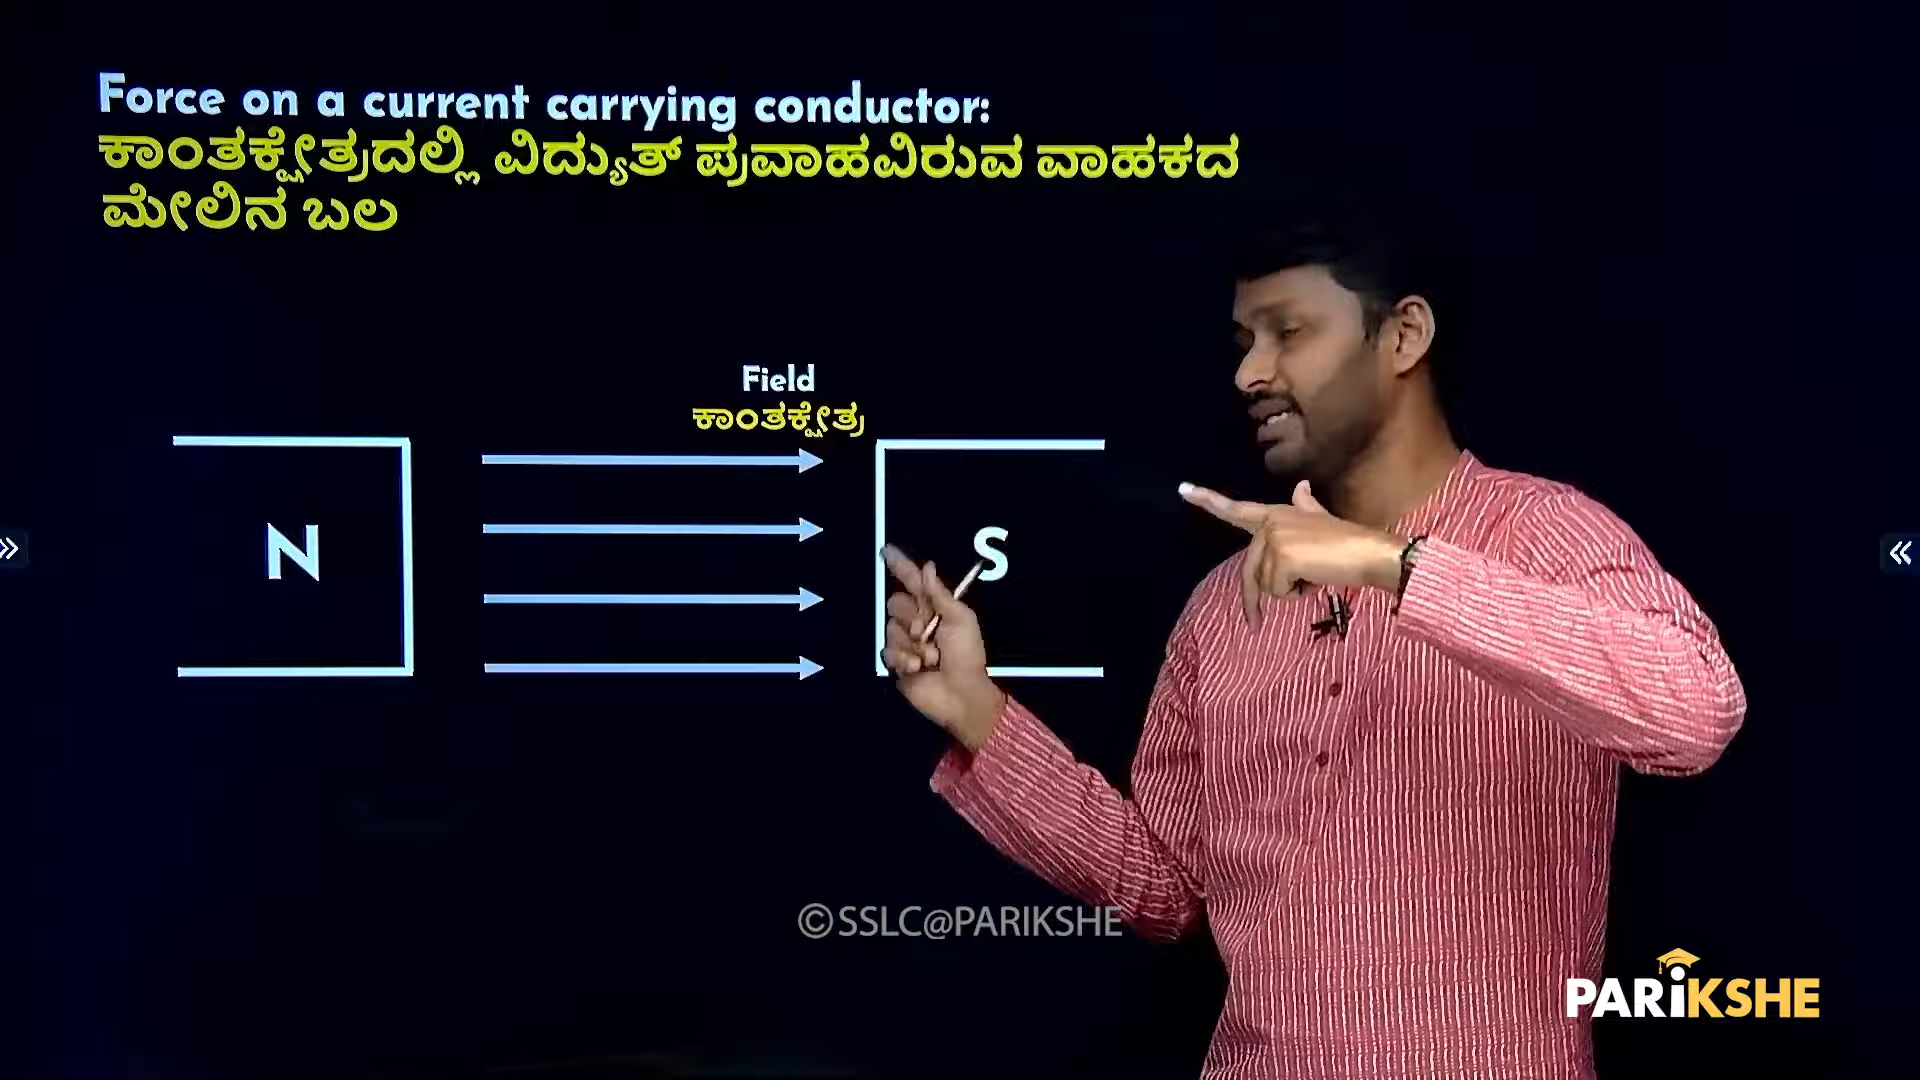 Force on a current carrying conductor:
ಕಾಂತಕ್ಷೇತ್ರದಲ್ಲಿ ವಿದ್ಯುತ್ ಪ್ರವಾಹವಿರುವ ವಾಹಕದ
ಮೇಲಿನ ಬಲ
Field
ಕಾಂತಕ್ಷೇತ್ರ
N
S
©SSLC@PARIKSHE
PARiKSHE